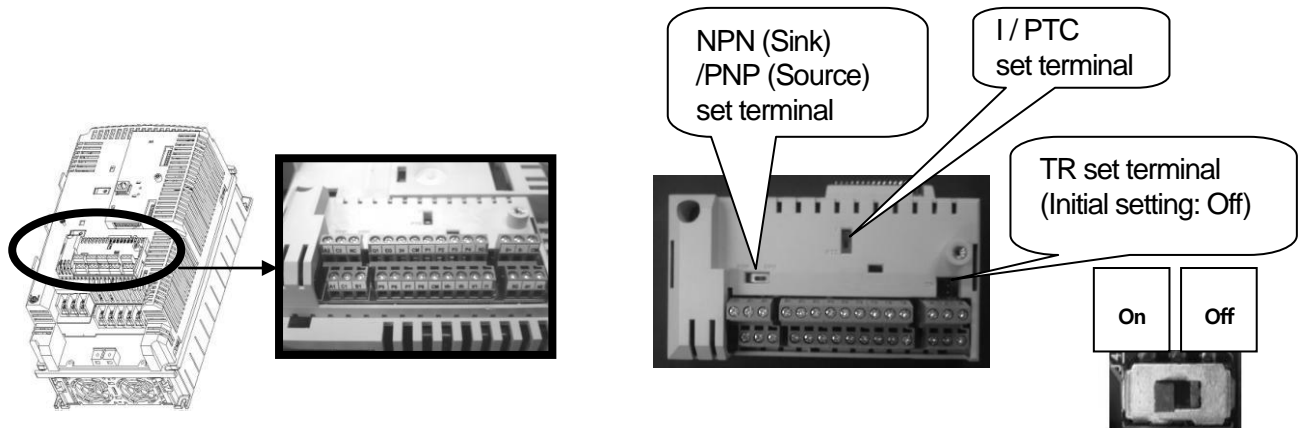 NPN (Sink)
/PNP (Source)
set terminal
I / PTC
set terminal
TR set terminal
(Initial setting: Off)
On
Off